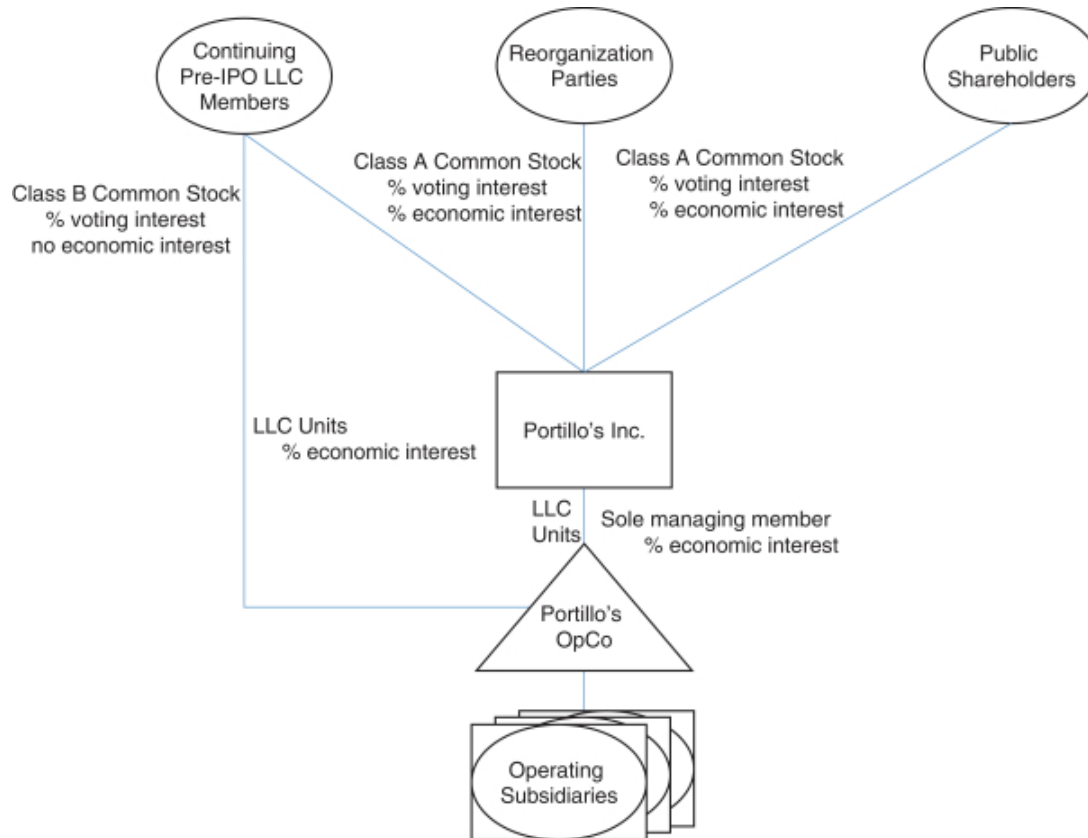 Continuing
Pre-IPO LLC
Members
Reorganization
Parties
Public
Shareholders
Class B Common Stock
% voting interest
no economic interest
Class A Common Stock
% voting interest
% economic interest
Class A Common Stock
% voting interest
% economic interest
LLC Units
% economic interest
Portillo's Inc.
LLC
Units
Sole managing member
% economic interest
Portillo's
OpCo
Operating
Subsidiaries